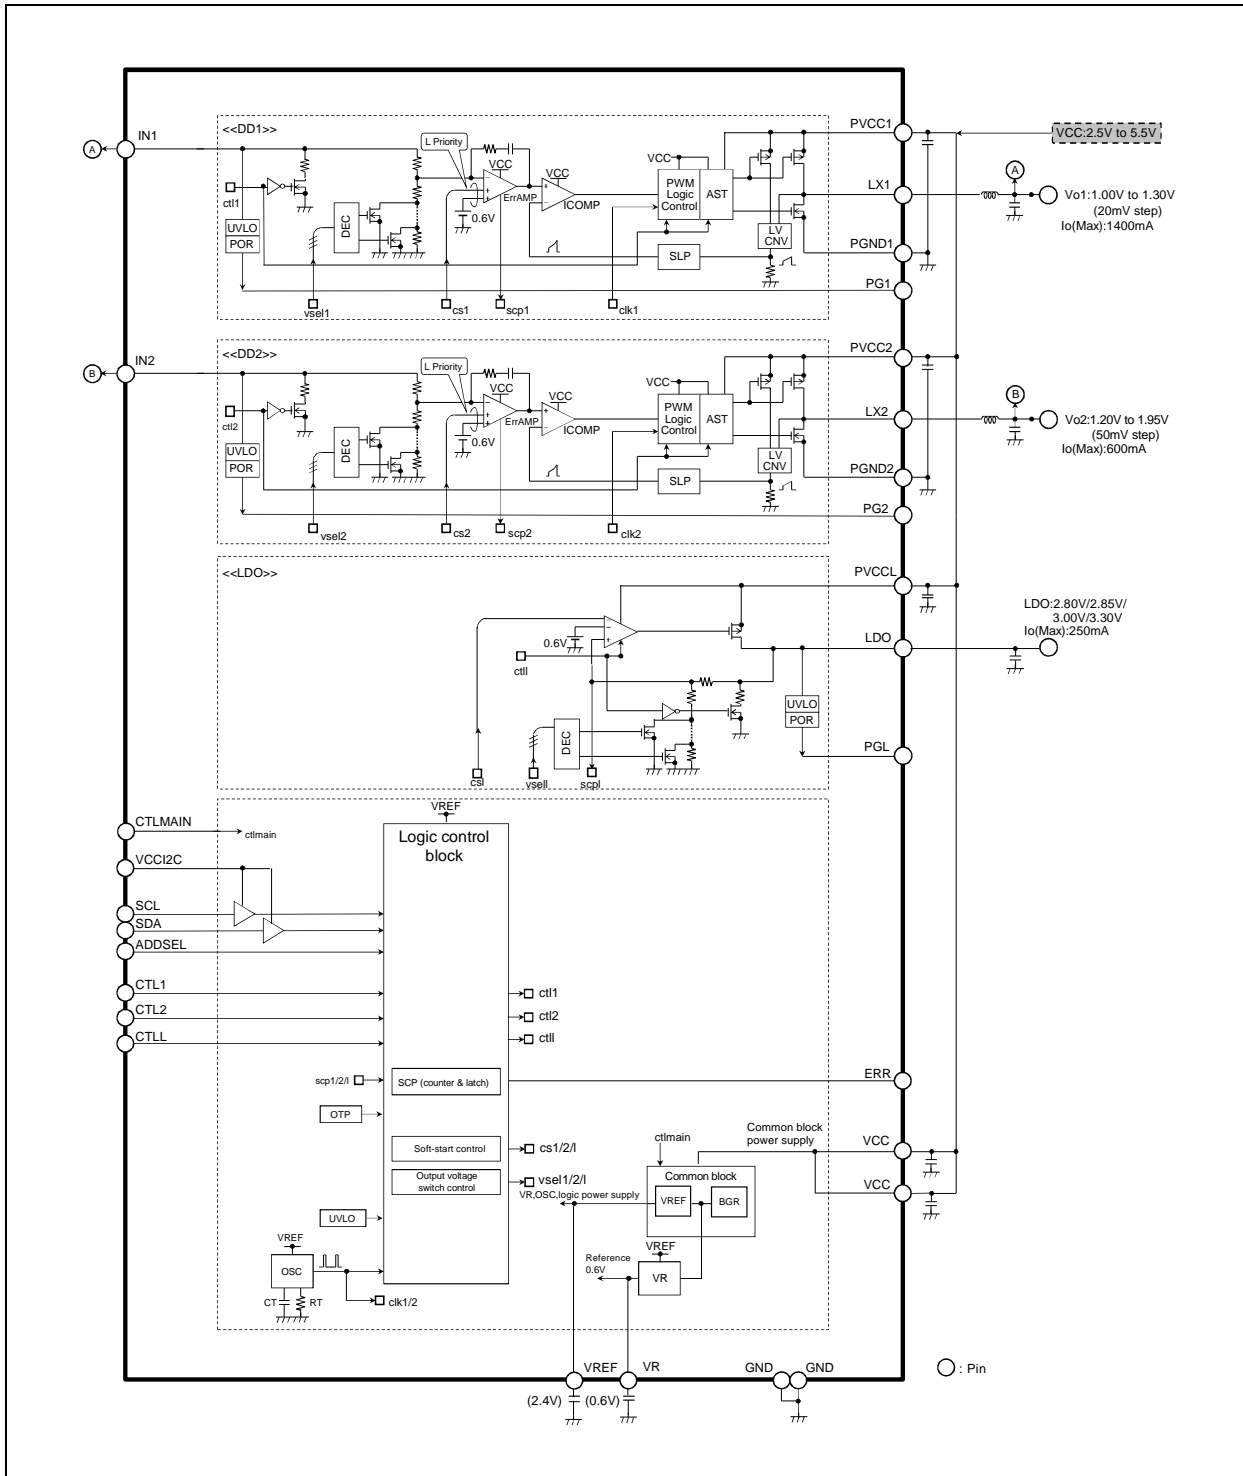 <<DD1>>
IN1
A
L Priority
VCC
VCC
VCC
ctl1
UVLO
POR
DEC
0.6V
ErrAMP
ICOMP
PWM
Logic
Control
AST
SLP
LV
CNV
vsel1
cs1
scp1
clk1
PVCC1
VCC:2.5V to 5.5V
LX1
A
Vo1:1.00V to 1.30V
(20mV step)
Io(Max):1400mA
PGND1
PG1
<<DD2>>
IN2
B
L Priority
VCC
VCC
VCC
ctl2
UVLO
POR
DEC
0.6V
ErrAMP
ICOMP
PWM
Logic
Control
AST
SLP
LV
CNV
vsel2
cs2
scp2
clk2
PVCC2
LX2
B
Vo2:1.20V to 1.95V
(50mV step)
Io(Max):600mA
PGND2
PG2
<<LDO>>
PVCCL
LDO:2.80V/2.85V/
3.00V/3.30V
Io(Max):250mA
LDO
0.6V
ctll
UVLO
POR
DEC
PGL
csl
vsell
scpl
VREF
Logic control
block
CTLMAIN
ctlmain
VCCI2C
SCL
SDA
ADDSEL
CTL1
CTL2
CTLL
ctl1
ctl2
ctll
scp1/2/l
SCP (counter & latch)
ERR
OTP
Soft-start control
cs1/2/l
Output voltage
switch control
vsel1/2/l
UVLO
VREF
OSC
CT
RT
clk1/2
ctlmain
Common block
power supply
VCC
VCC
Common block
VREF
BGR
VR,OSC,logic power supply
VREF
Reference
0.6V
VR
VREF
VR
GND
GND
(2.4V)
(0.6V)
: Pin